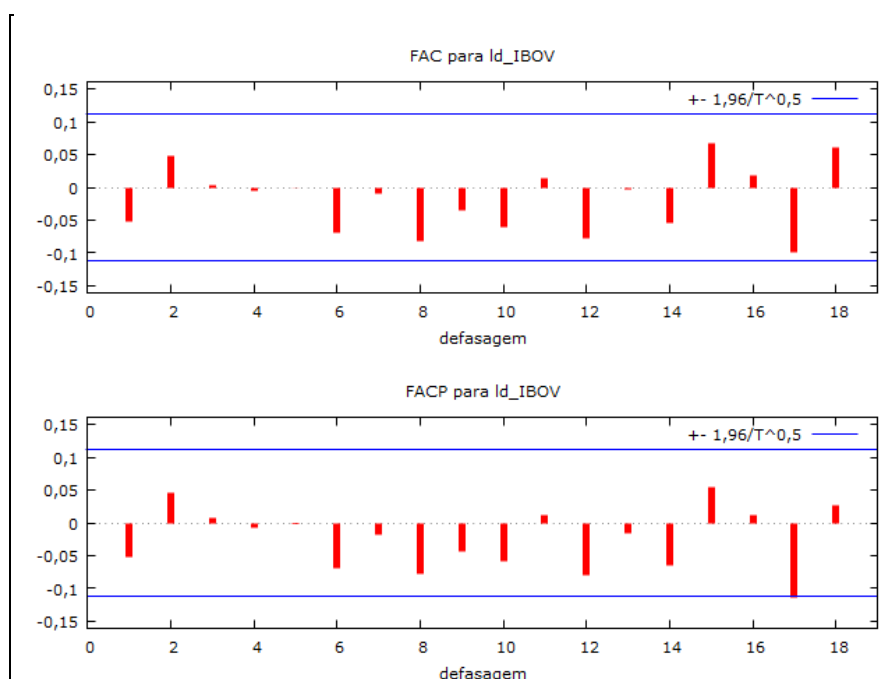 FAC para ld_IBOV
+- 1,96/T^0,5
0,15
0,1
0,05
0
-0,05
-0,1
-0,15
0 2 4 6 8 10 12 14 16 18
defasagem
FACP para ld_IBOV
+- 1,96/T^0,5
0,15
0,1
0,05
0
-0,05
-0,1
-0,15
0 2 4 6 8 10 12 14 16 18
defasagem